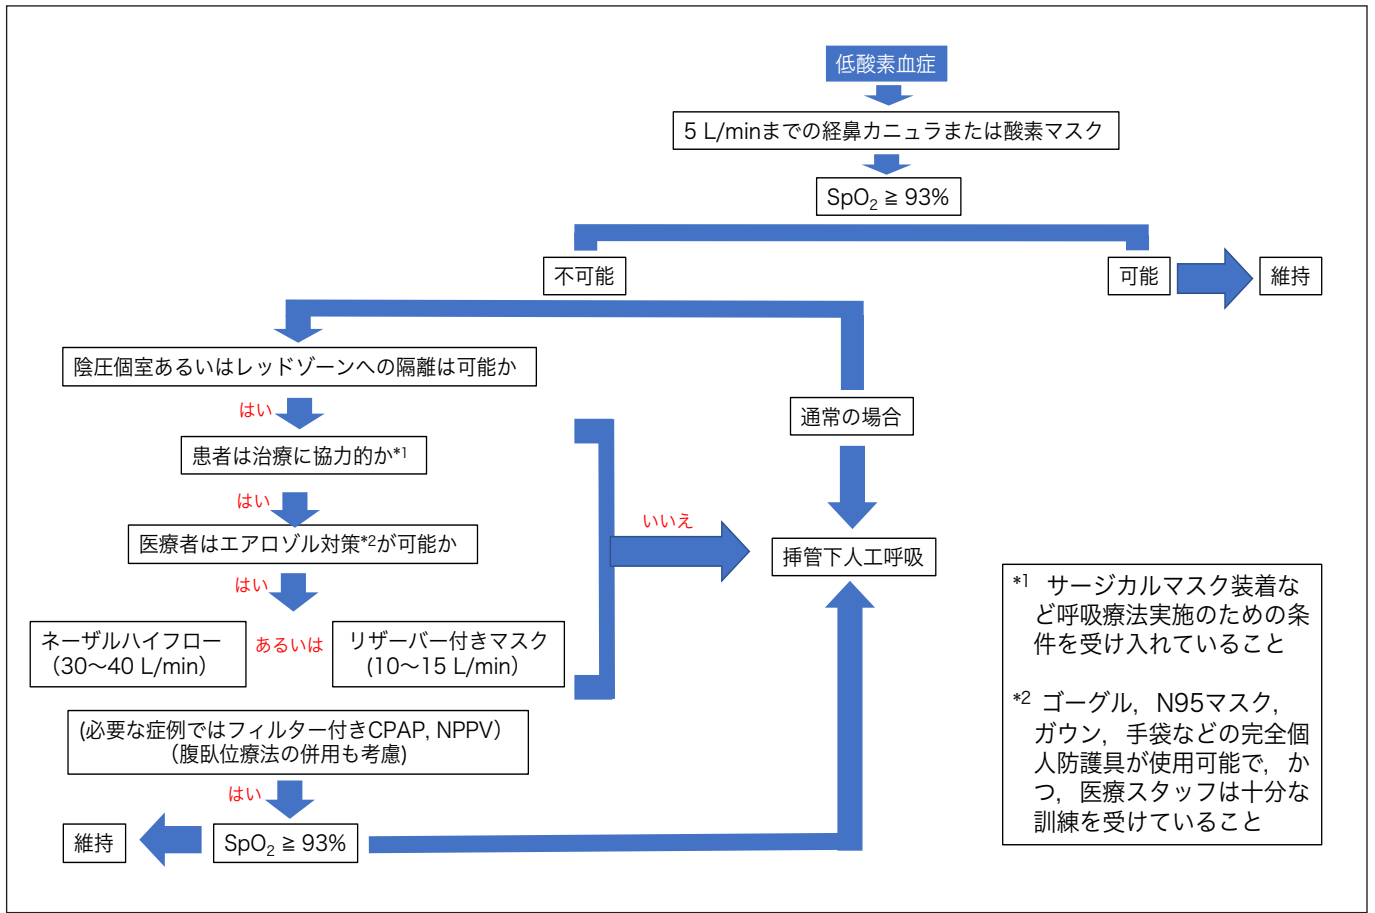 低酸素血症
5 L/minまでの経鼻カニュラまたは酸素マスク
SpO₂ ≧ 93%
不可能
可能
維持
陰圧個室あるいはレッドゾーンへの隔離は可能か
通常の場合
はい
患者は治療に協力的か*1
はい
いいえ
医療者はエアロゾル対策*2が可能か
挿管下人工呼吸
はい
ネーザルハイフロー
（30〜40 L/min）
あるいは
リザーバー付きマスク
(10〜15 L/min）
(必要な症例ではフィルター付きCPAP, NPPV）
（腹臥位療法の併用も考慮)
はい
維持
SpO₂ ≧ 93%
*1 サージカルマスク装着な
ど呼吸療法実施のための条
件を受け入れていること
*2 ゴーグル，N95マスク，
ガウン，手袋などの完全個
人防護具が使用可能で，か
つ，医療スタッフは十分な
訓練を受けていること